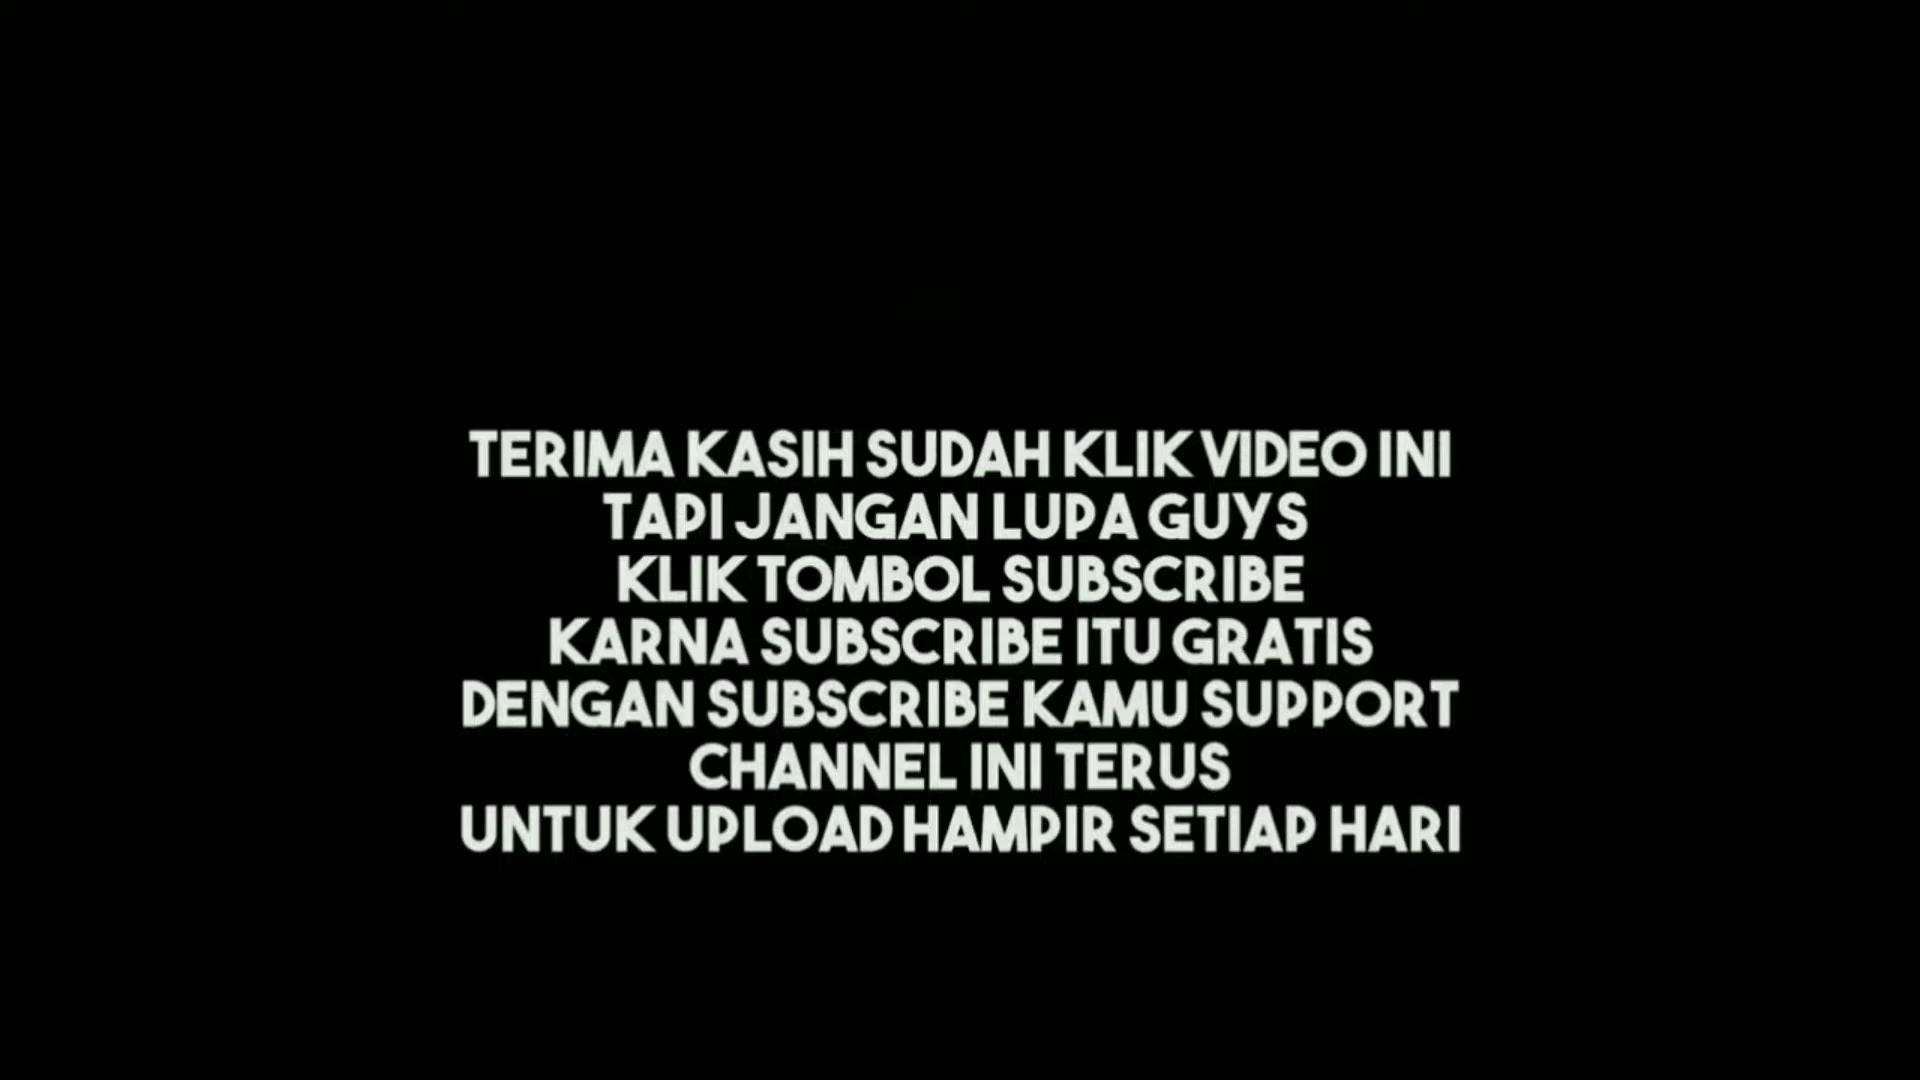 TERIMA KASIH SUDAH KLIK VIDEO INI
TAPI JANGAN LUPA GUYS
KLIK TOMBOL SUBSCRIBE
KARNA SUBSCRIBE ITU GRATIS
DENGAN SUBSCRIBE KAMU SUPPORT
CHANNEL INI TERUS
UNTUK UPLOAD HAMPIR SETIAP HARI